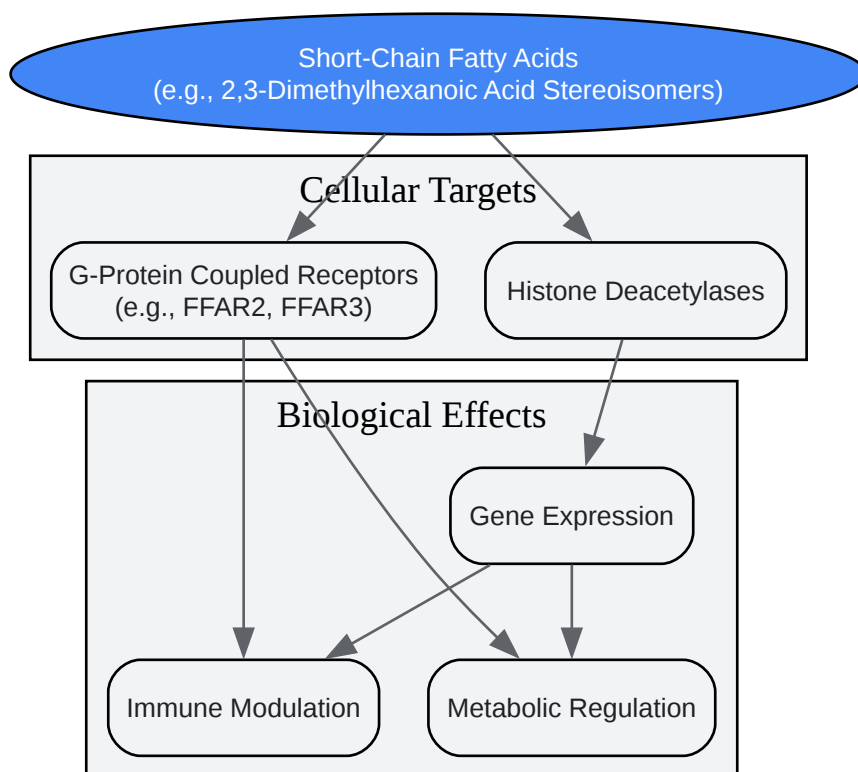 Short-Chain Fatty Acids
(e.g., 2,3-Dimethylhexanoic Acid Stereoisomers)
Cellular Targets
G-Protein Coupled Receptors
(e.g., FFAR2, FFAR3)
Histone Deacetylases
Biological Effects
Gene Expression
Immune Modulation
Metabolic Regulation